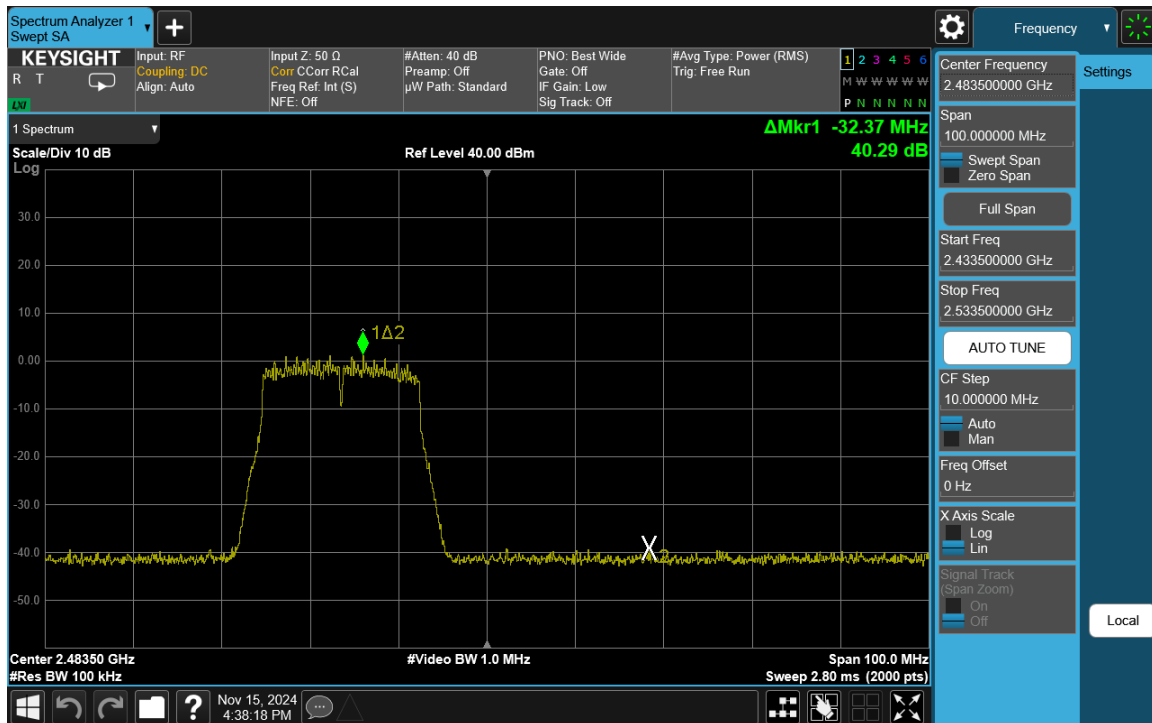 Spectrum Analyzer 1
Swept SA
+
Frequency
KEYSIGHT
R T
LXI
Input: RF
Coupling: DC
Align: Auto
Input Z: 50 Ω
Corr CCorr RCal
Freq Ref: Int (S)
NFE: Off
#Atten: 40 dB
Preamp: Off
µW Path: Standard
PNO: Best Wide
Gate: Off
IF Gain: Low
Sig Track: Off
#Avg Type: Power (RMS)
Trig: Free Run
1 2 3 4 5 6
M W W W W W
P N N N N N
1 Spectrum
Scale/Div 10 dB
Log
Ref Level 40.00 dBm
ΔMkr1 -32.37 MHz
40.29 dB
30.0
20.0
10.0
0.00
-10.0
-20.0
-30.0
-40.0
-50.0
1Δ2
X2
Center 2.48350 GHz
#Res BW 100 kHz
#Video BW 1.0 MHz
Span 100.0 MHz
Sweep 2.80 ms (2000 pts)
Center Frequency
2.483500000 GHz
Settings
Span
100.000000 MHz
Swept Span
Zero Span
Full Span
Start Freq
2.433500000 GHz
Stop Freq
2.533500000 GHz
AUTO TUNE
CF Step
10.000000 MHz
Auto
Man
Freq Offset
0 Hz
X Axis Scale
Log
Lin
Signal Track
(Span Zoom)
On
Off
Local
?
Nov 15, 2024
4:38:18 PM